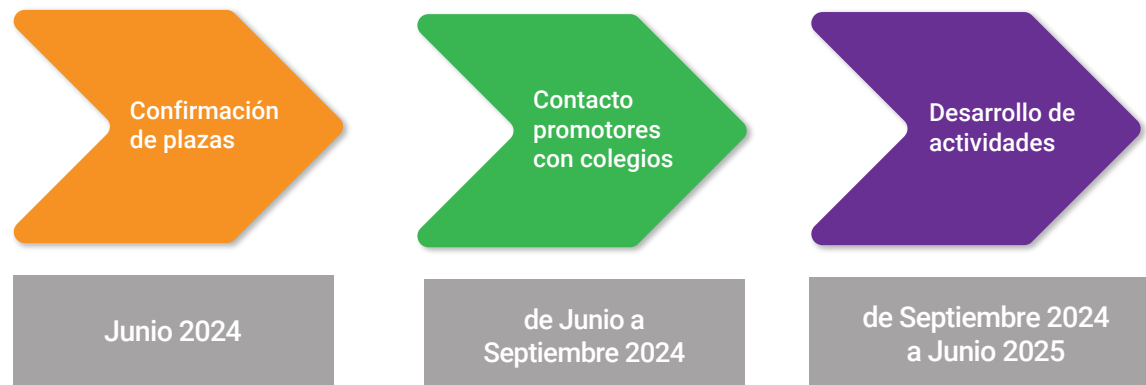 Confirmación
de plazas
Contacto
promotores
con colegios
Desarrollo de
actividades
Junio 2024
de Junio a
Septiembre 2024
de Septiembre 2024
a Junio 2025